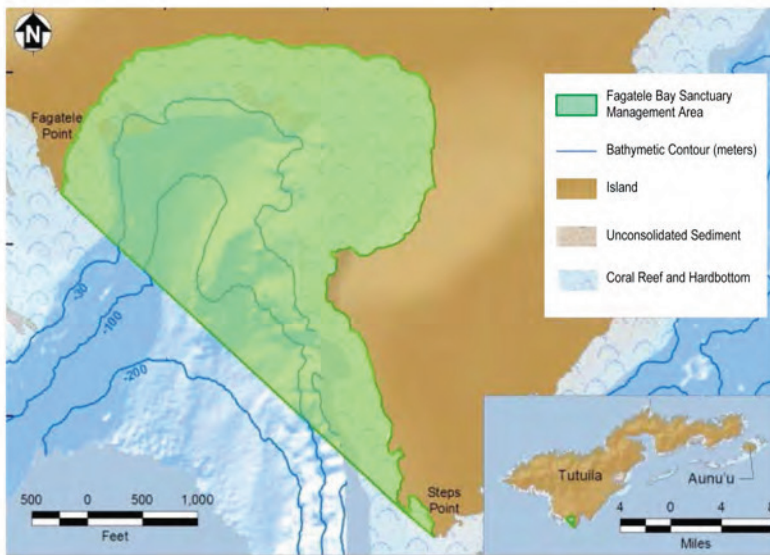 N
Fagatele
Point
Fagatele Bay Sanctuary
Management Area
Bathymetic Contour (meters)
Island
Unconsolidated Sediment
Coral Reef and Hardbottom
-30
-100
-200
500 0 500 1,000
Feet
Steps
Point
Tutuila
Aunu'u
4 0 4 8
Miles